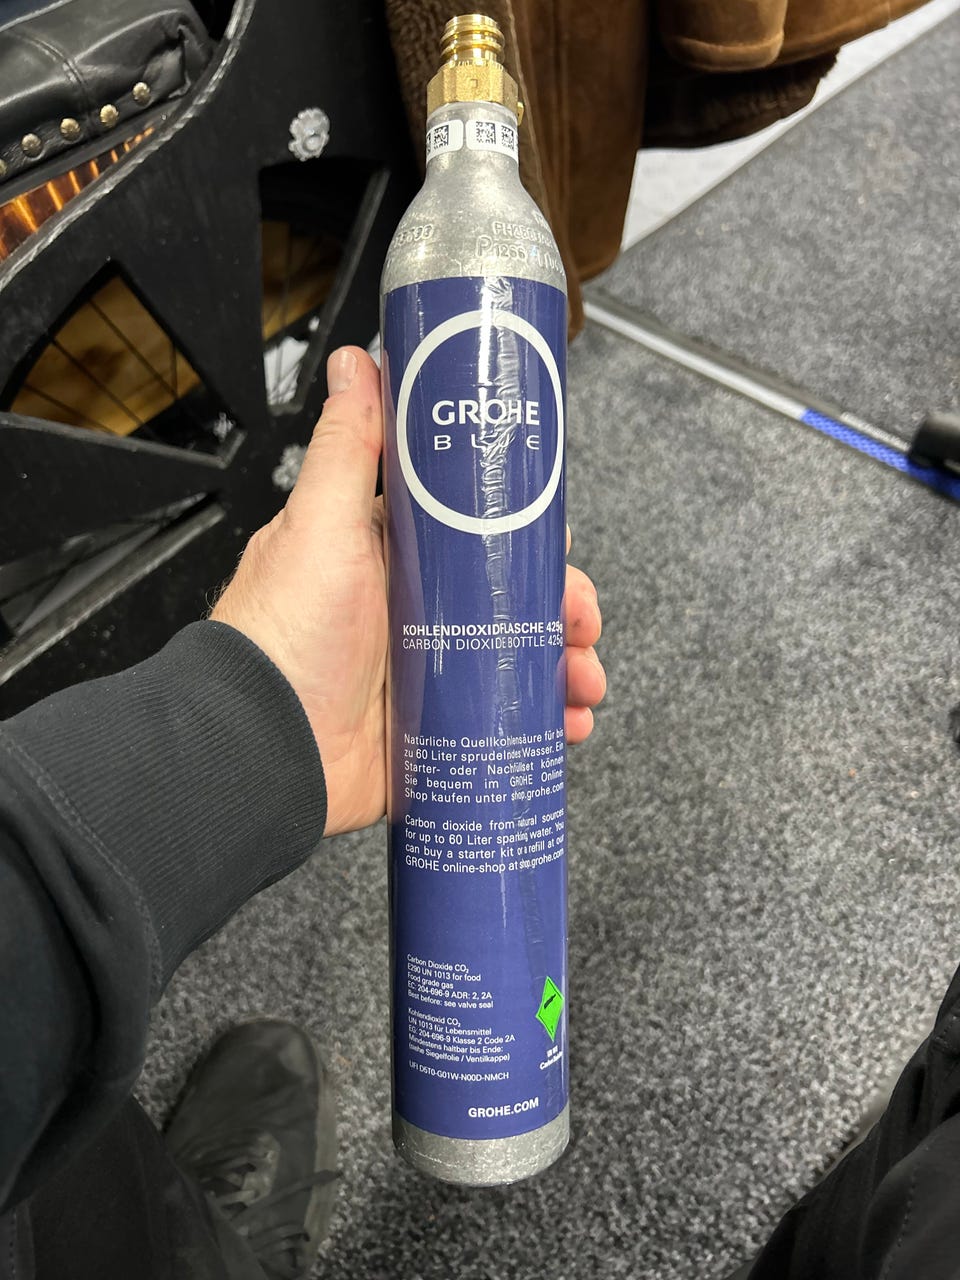 GROHE
BLUE
KOHLENDIOXIDFLASCHE 425g
CARBON DIOXIDE BOTTLE 425g
Natürliche Quellkohlensäure für bis
zu 60 Liter sprudelndes Wasser. Ein
Starter- oder Nachfüllset können
Sie bequem im GROHE Online-
Shop kaufen unter shop.grohe.com
Carbon dioxide from natural sources
for up to 60 Liter sparkling water. You
can buy a starter kit or a refill at our
GROHE online-shop at shop.grohe.com
Carbon Dioxide CO₂
E290 UN 1013 for food
Food grade gas
EC: 204-696-9 ADR: 2, 2A
Best before: see valve seal
Kohlendioxid CO₂
UN 1013 für Lebensmittel
EG: 204-696-9 Klasse 2 Code 2A
Mindestens haltbar bis Ende:
(siehe Siegelfolie / Ventilkappe)
UFI D5T0-G01W-N00D-NMCH
GROHE.COM